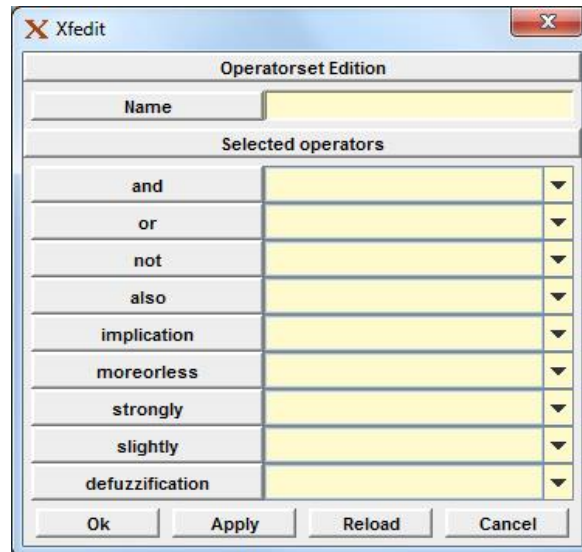 Xfedit
Operatorset Edition
Name
Selected operators
and
or
not
also
implication
moreorless
strongly
slightly
defuzzification
Ok Apply Reload Cancel